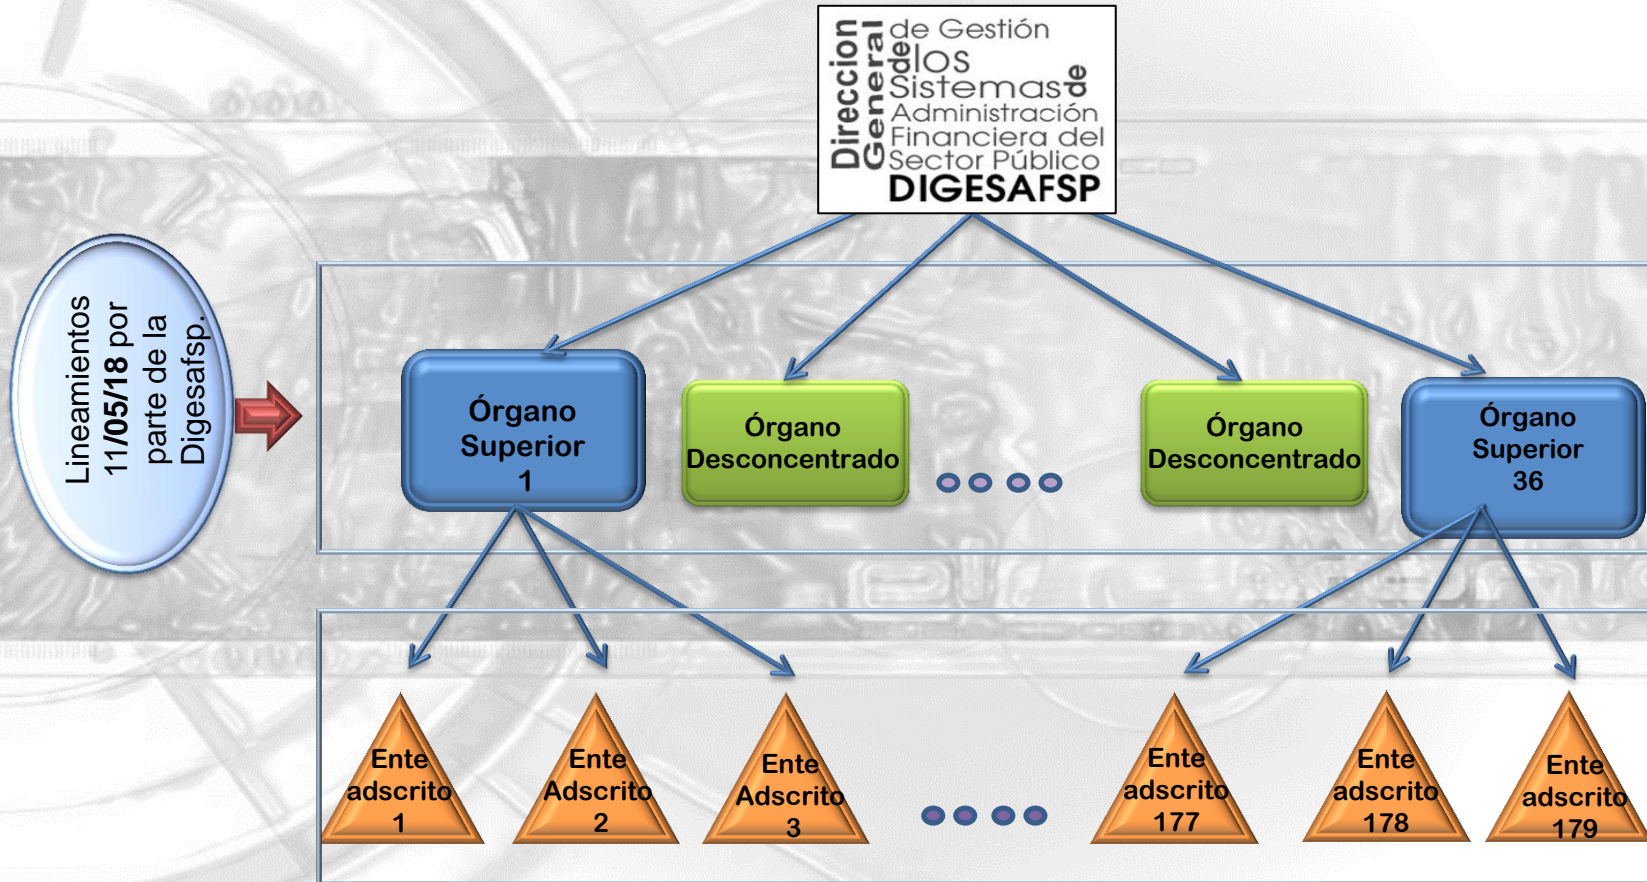 Direccion
General de
de Gestión
los
Sistemas de
Administración
Financiera del
Sector Público
DIGESAFSP
Lineamientos
11/05/18 por
parte de la
Digesafsp.
Órgano
Superior
1
Órgano
Desconcentrado
Órgano
Desconcentrado
Órgano
Superior
36
Ente
adscrito
1
Ente
Adscrito
2
Ente
Adscrito
3
Ente
adscrito
177
Ente
adscrito
178
Ente
adscrito
179